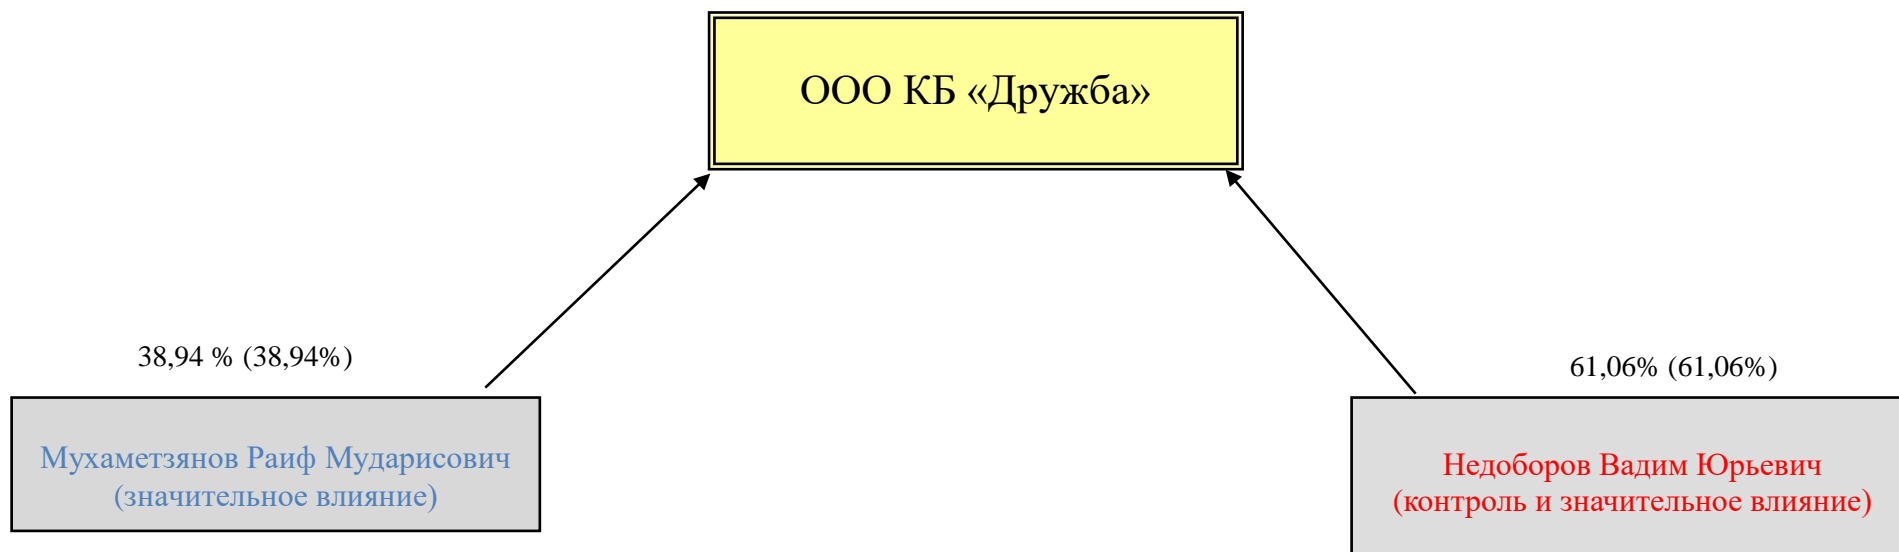 ООО КБ «Дружба»
38,94 % (38,94%)
61,06% (61,06%)
Мухаметзянов Раиф Мударисович
(значительное влияние)
Недоборов Вадим Юрьевич
(контроль и значительное влияние)